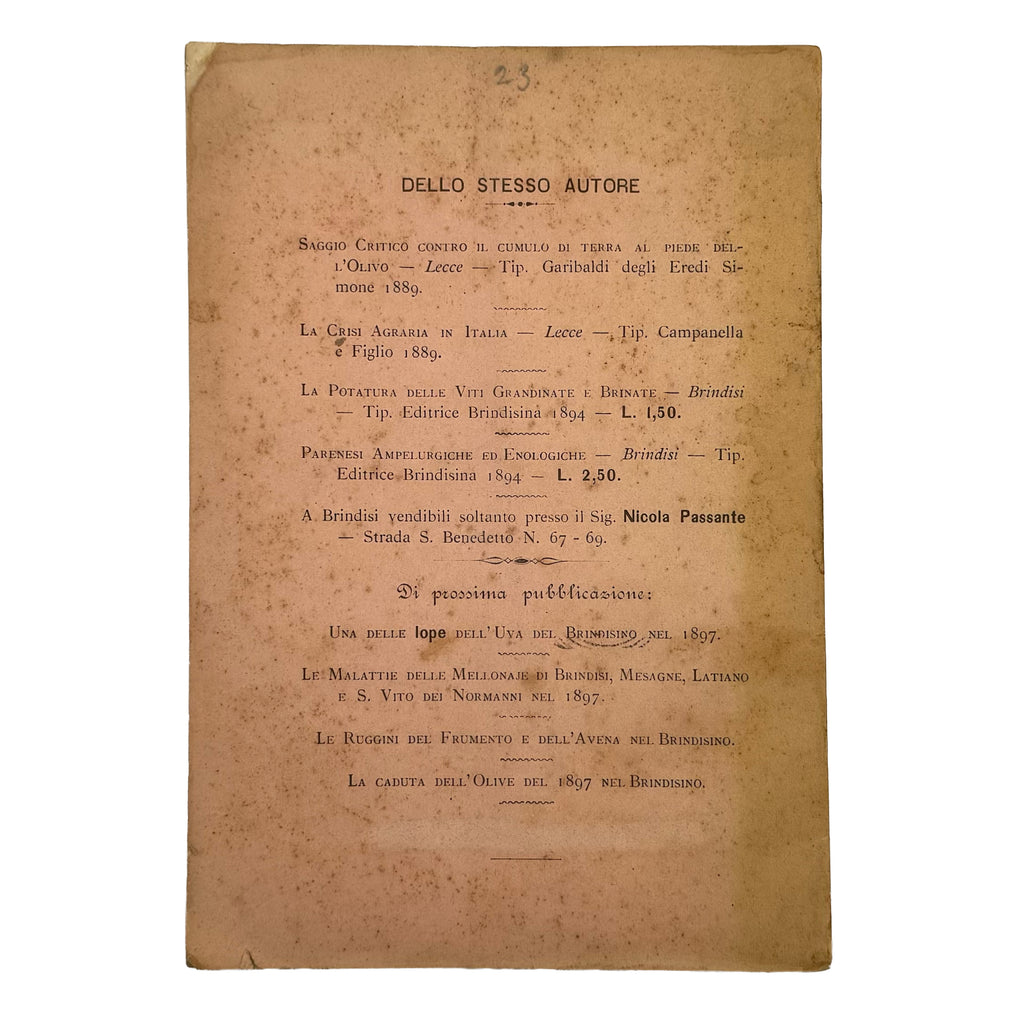 23
DELLO STESSO AUTORE
SAGGIO CRITICO CONTRO IL CUMULO DI TERRA AL PIEDE DEL-
L'OLIVO — Lecce — Tip. Garibaldi degli Eredi Si-
mone 1889.
LA CRISI AGRARIA IN ITALIA — Lecce — Tip. Campanella
e Figlio 1889.
LA POTATURA DELLE VITI GRANDINATE E BRINATE — Brindisi
— Tip. Editrice Brindisina 1894 — L. 1,50.
PARENESI AMPELURGICHE ED ENOLOGICHE — Brindisi — Tip.
Editrice Brindisina 1894 — L. 2,50.
A Brindisi vendibili soltanto presso il Sig. Nicola Passante
— Strada S. Benedetto N. 67 - 69.
Di prossima pubblicazione:
UNA DELLE Iope DELL'UVA DEL BRINDISINO NEL 1897.
LE MALATTIE DELLE MELLONAJE DI BRINDISI, MESAGNE, LATIANO
E S. VITO DEI NORMANNI NEL 1897.
LE RUGGINI DEL FRUMENTO E DELL'AVENA NEL BRINDISINO.
LA CADUTA DELL'OLIVE DEL 1897 NEL BRINDISINO.